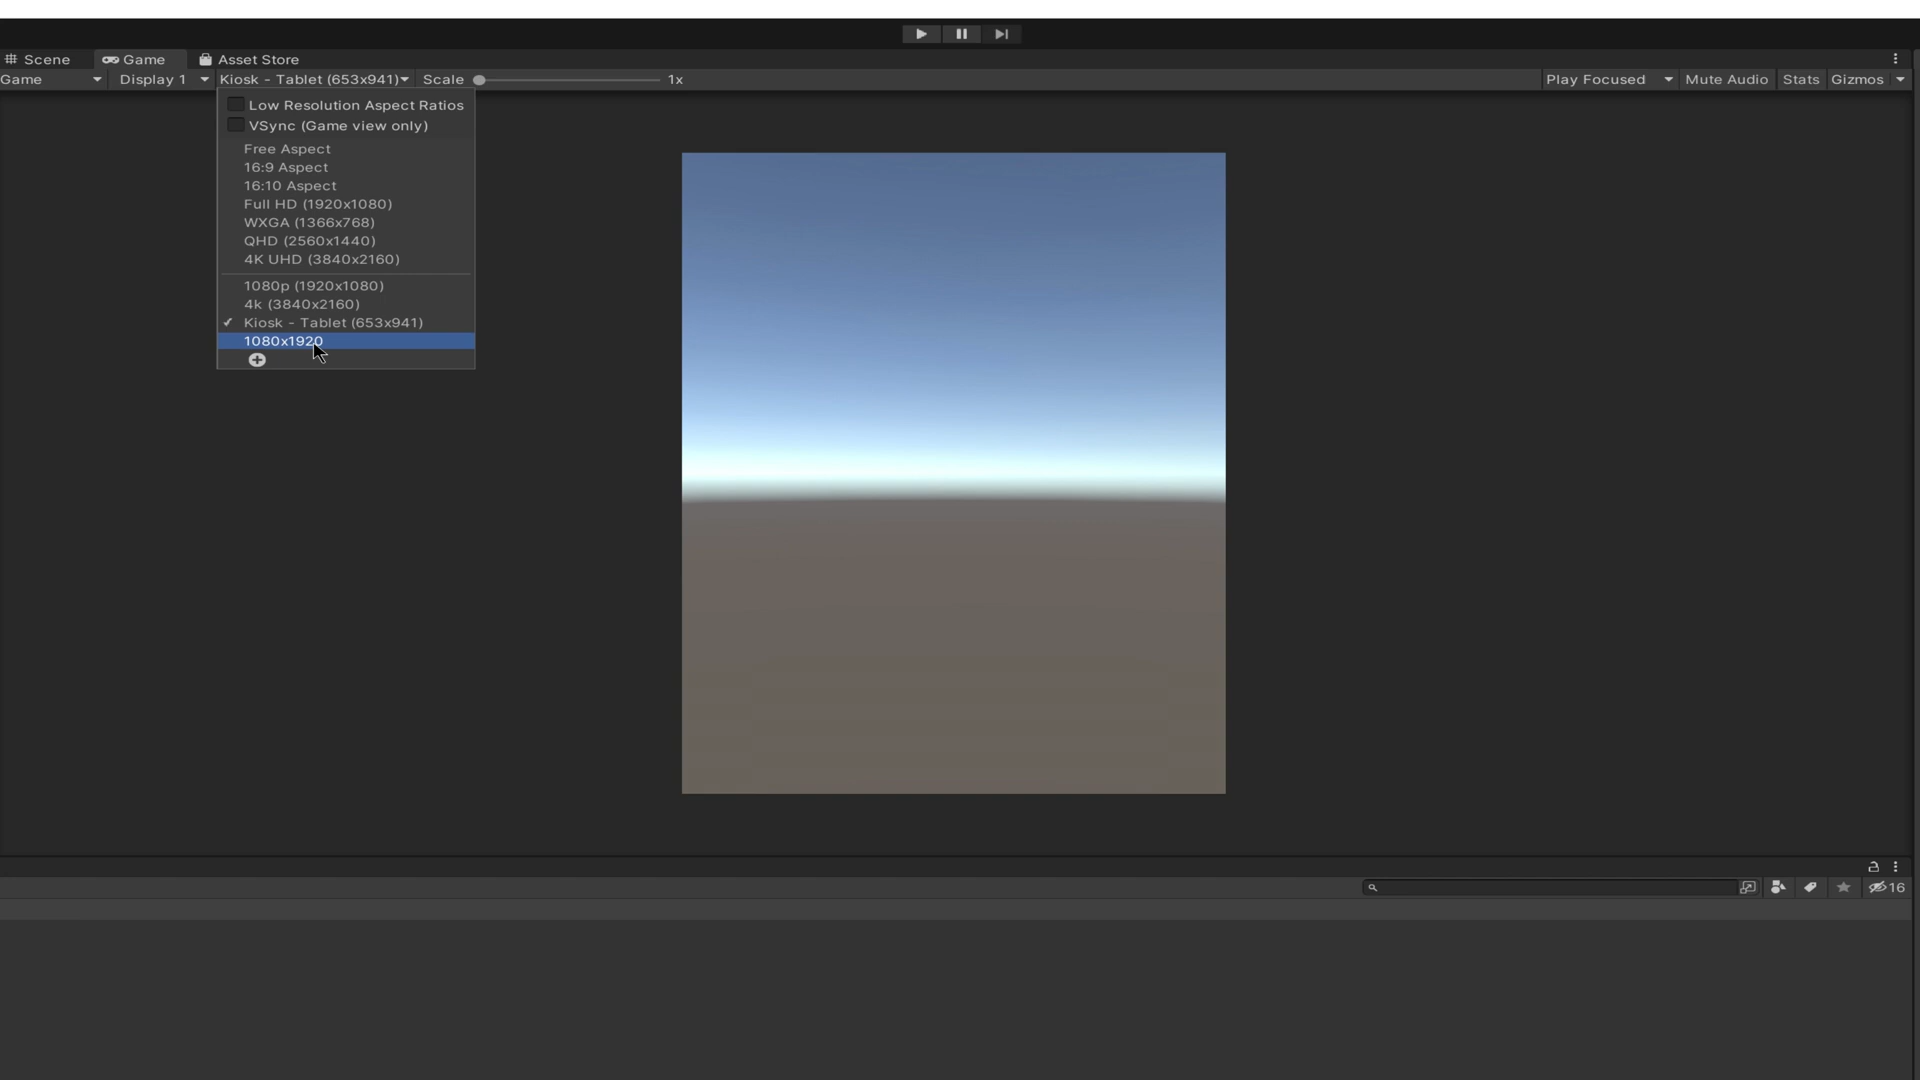 Scene Game Asset Store
Game Display 1 Kiosk - Tablet (653x941) Scale 1x Play Focused Mute Audio Stats Gizmos
Low Resolution Aspect Ratios
VSync (Game view only)
Free Aspect
16:9 Aspect
16:10 Aspect
Full HD (1920x1080)
WXGA (1366x768)
QHD (2560x1440)
4K UHD (3840x2160)
1080p (1920x1080)
4k (3840x2160)
Kiosk - Tablet (653x941)
1080x1920
16